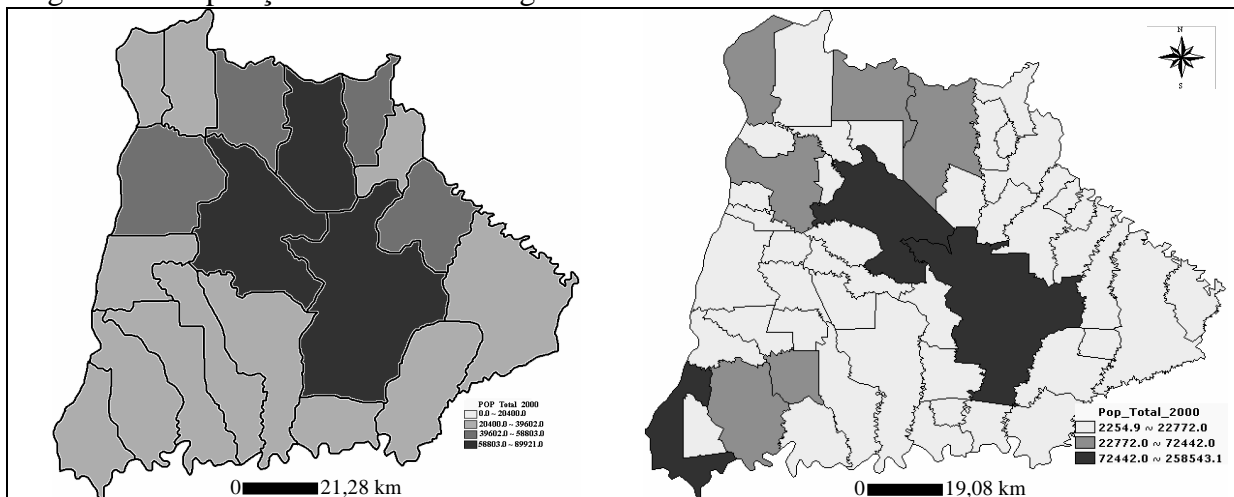 N
S
POP_Total_2000
0.0 ~ 20400.0
20400.0 ~ 39602.0
39602.0 ~ 58803.0
58803.0 ~ 89921.0
0 21,28 km
Pop_Total_2000
2254.9 ~ 22772.0
22772.0 ~ 72442.0
72442.0 ~ 258543.1
0 19,08 km